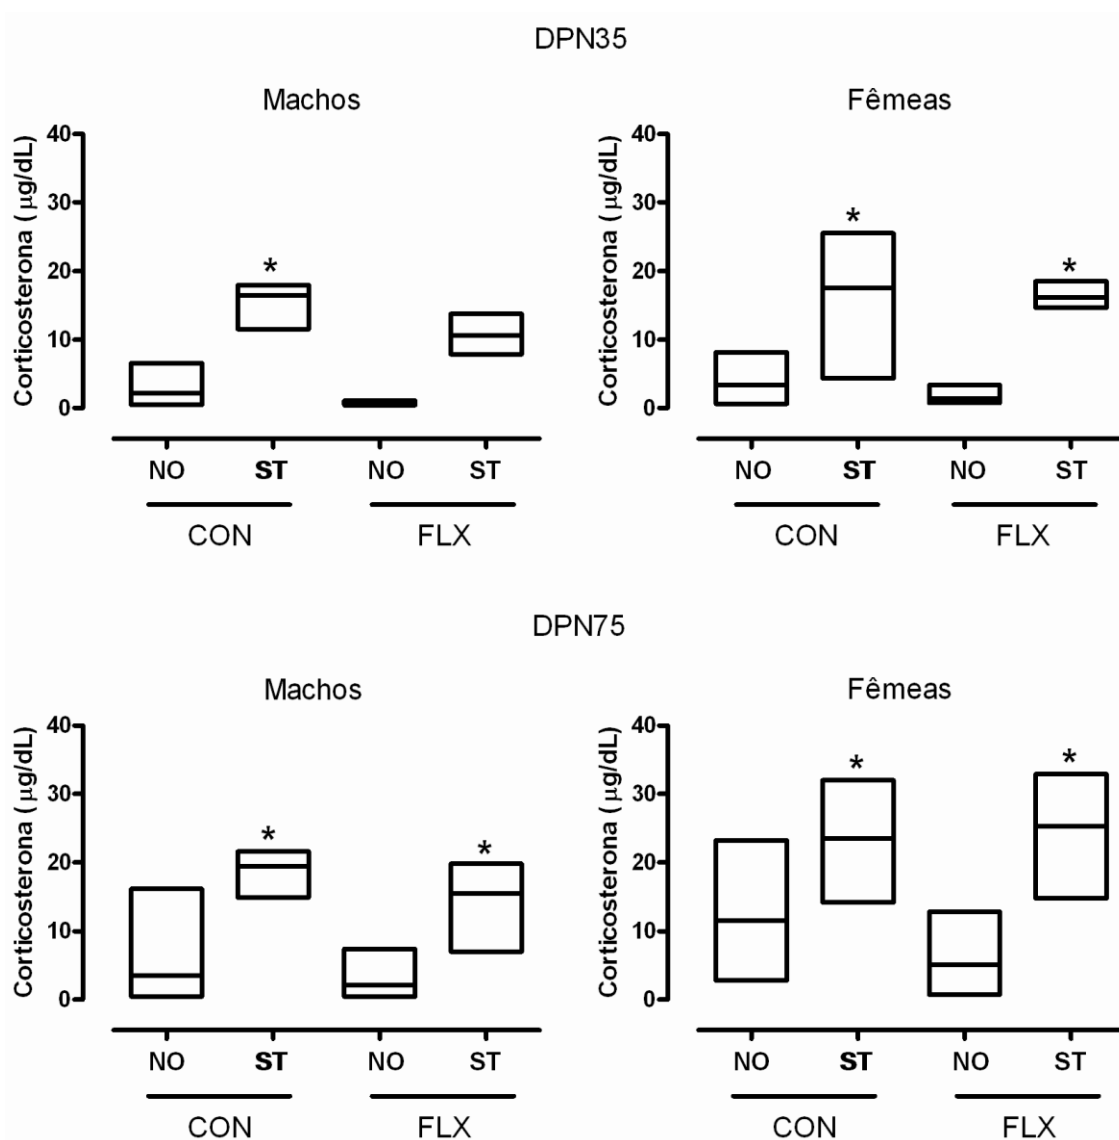 DPN35
Machos Fêmeas
Corticosterona ( μg/dL)
40
30
20
10
0
*
NO ST NO ST
CON FLX
Corticosterona ( μg/dL)
40
30
20
10
0
*
*
NO ST NO ST
CON FLX
DPN75
Machos Fêmeas
Corticosterona ( μg/dL)
40
30
20
10
0
*
*
NO ST NO ST
CON FLX
Corticosterona ( μg/dL)
40
30
20
10
0
*
*
NO ST NO ST
CON FLX